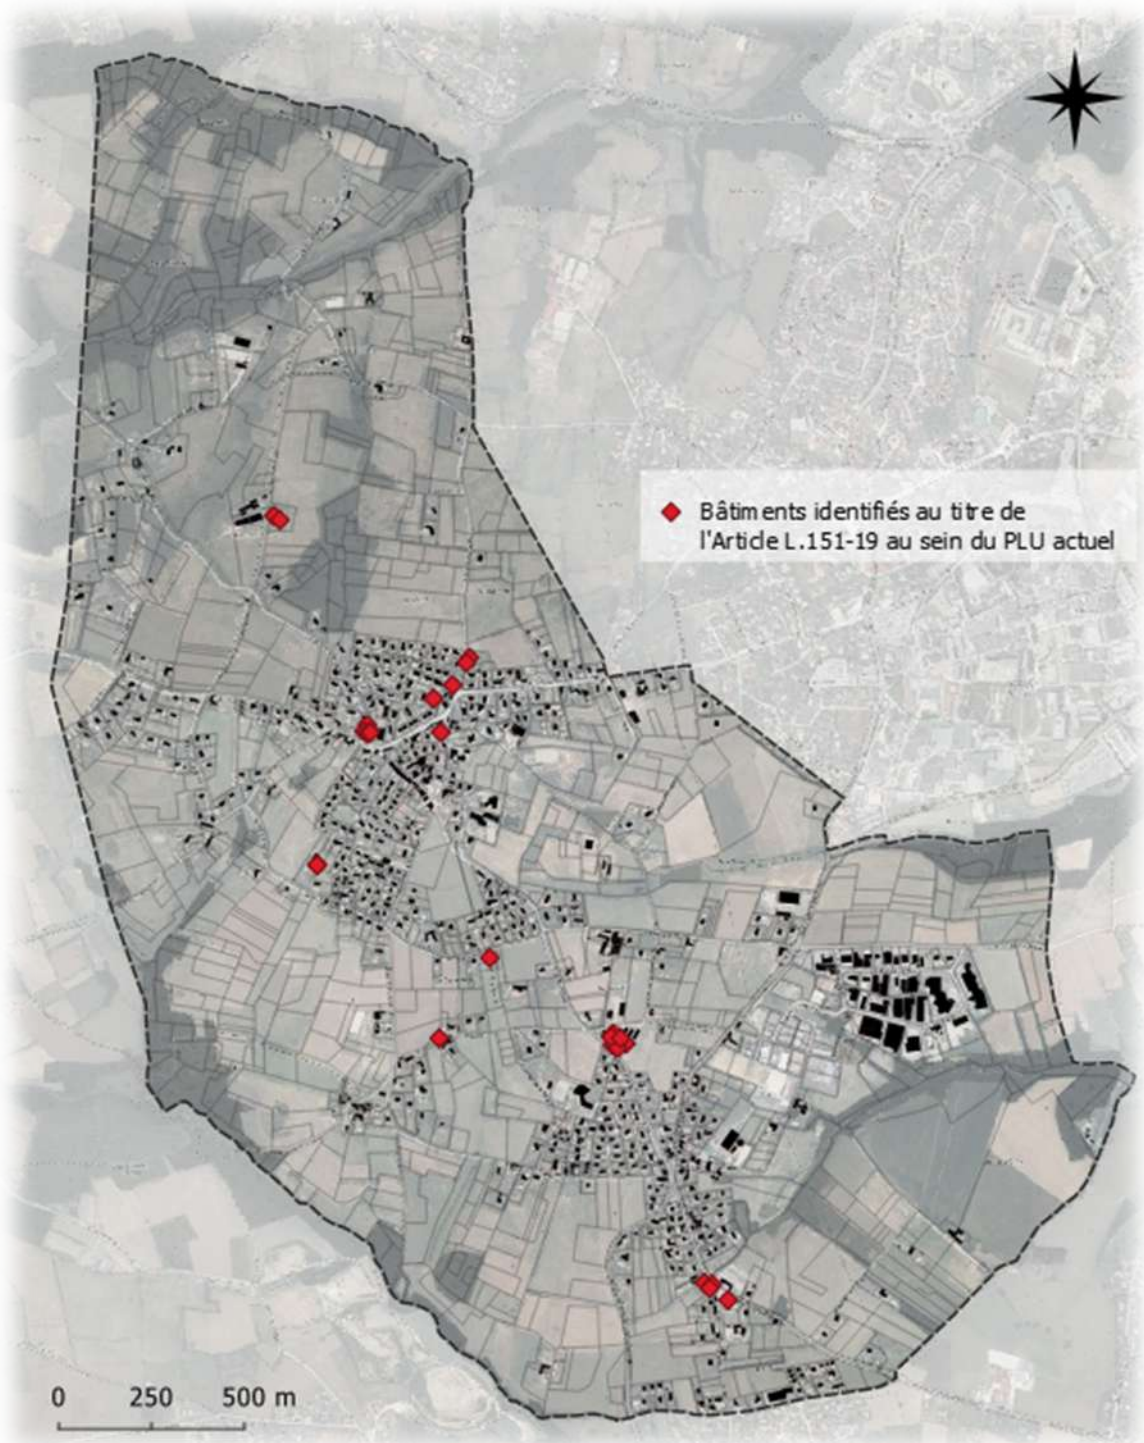 Bâtiments identifiés au titre de
l'Article L.151-19 au sein du PLU actuel
0 250 500 m